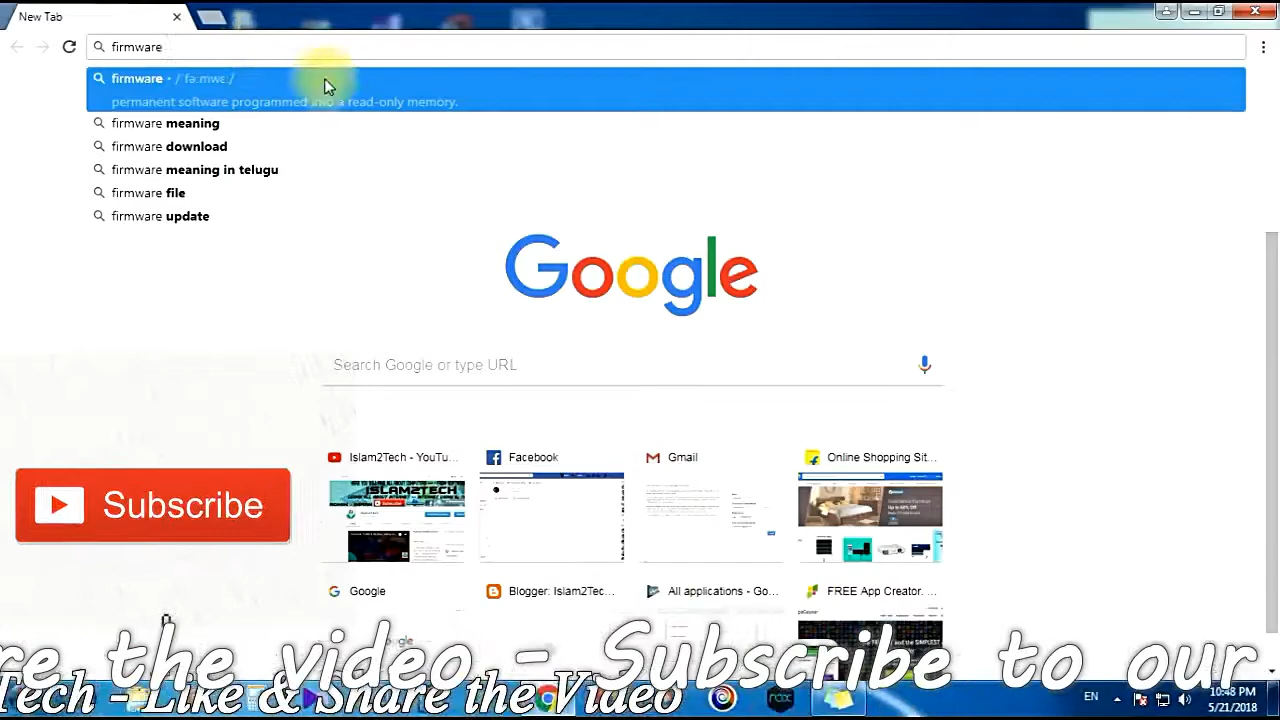 New Tab
firmware
firmware - /ˈfəːmwɛː/
permanent software programmed into a read-only memory.
firmware meaning
firmware download
firmware meaning in telugu
firmware file
firmware update
Google
Search Google or type URL
Islam2Tech - YouTu...
Facebook
Gmail
Online Shopping Sit...
ISLAM2TECH
Subscribe
Google
Blogger: Islam2Tec...
All applications - Go...
FREE App Creator. ...
re the video - Subscribe to our
Tech - Like & Share the Video
nox
EN
10:48 PM
5/21/2018